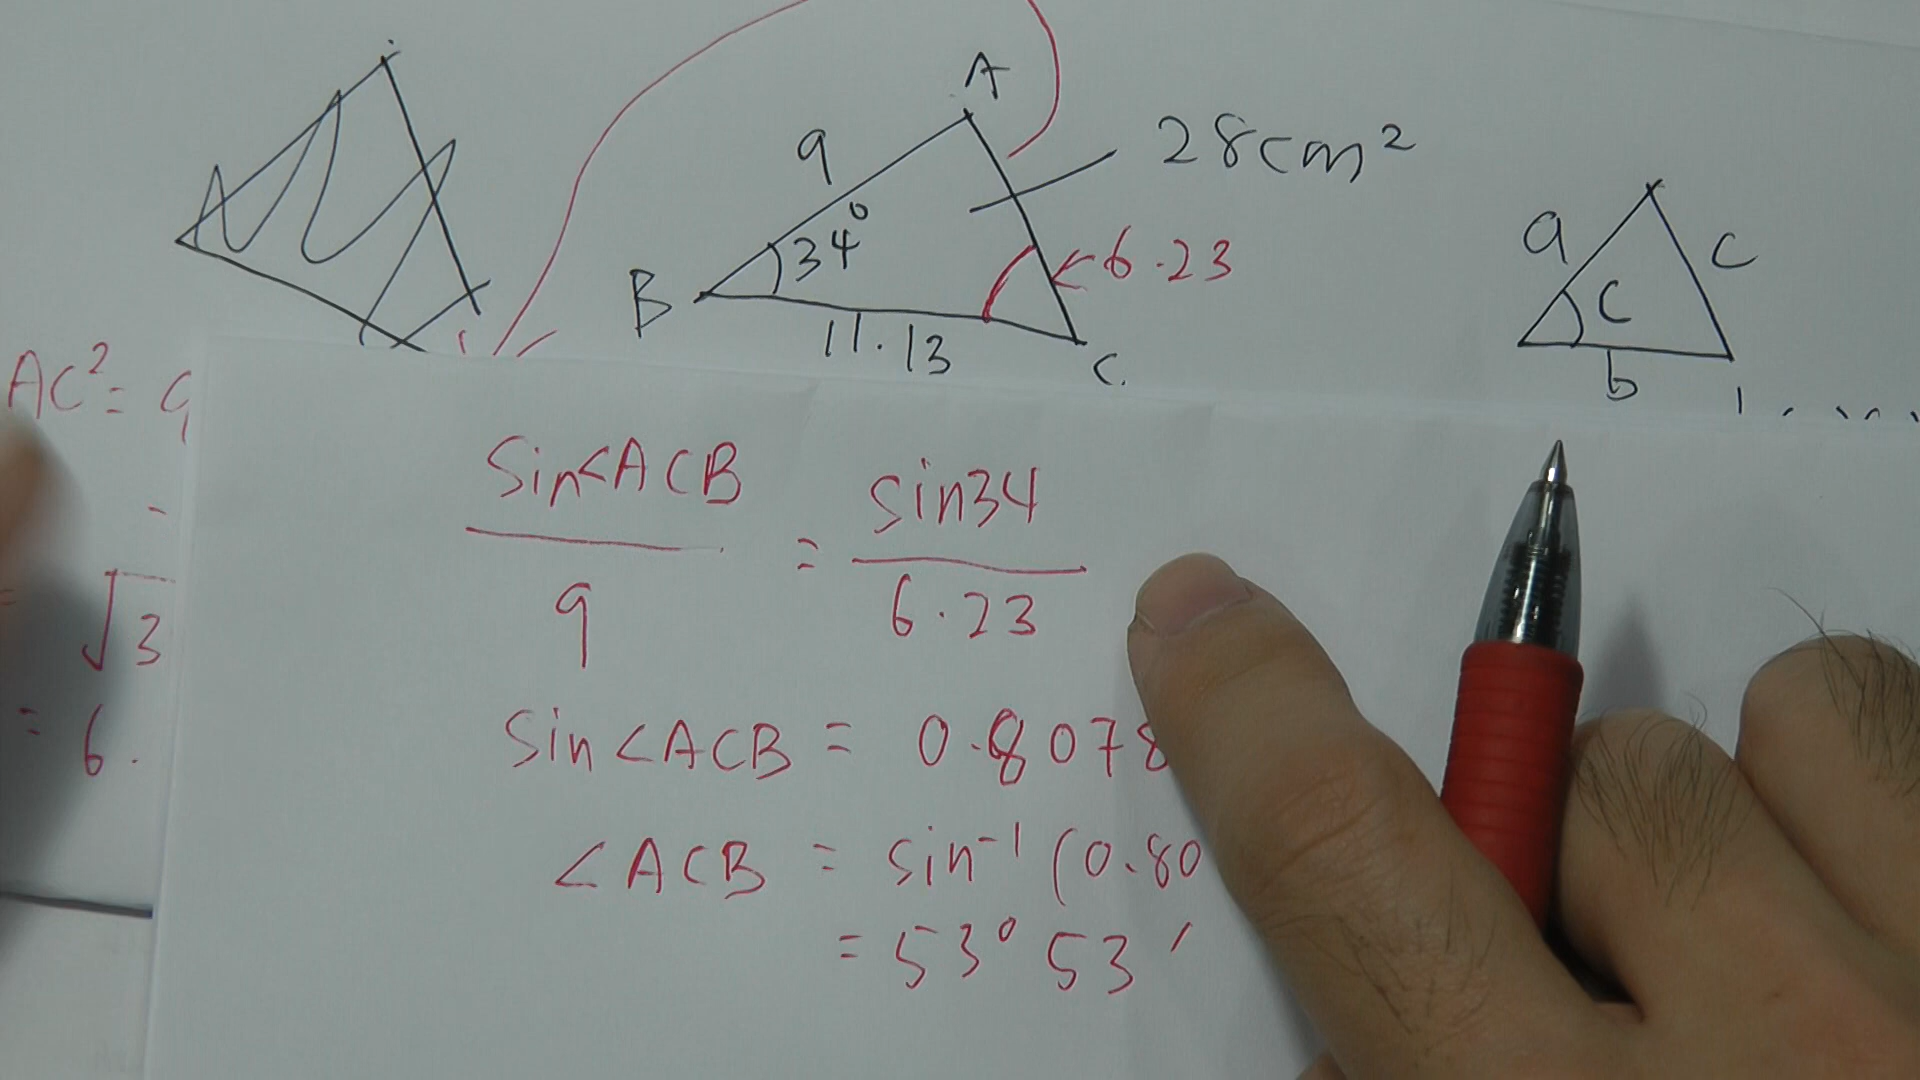 A
9
28cm²
34°
B
6.23
11.13
C.
a
c
C
b
AC² = 9
sin<ACB / 9 = sin34 / 6.23
√3
= 6.
sin<ACB = 0.8078
<ACB = sin⁻¹ (0.80
= 53° 53′